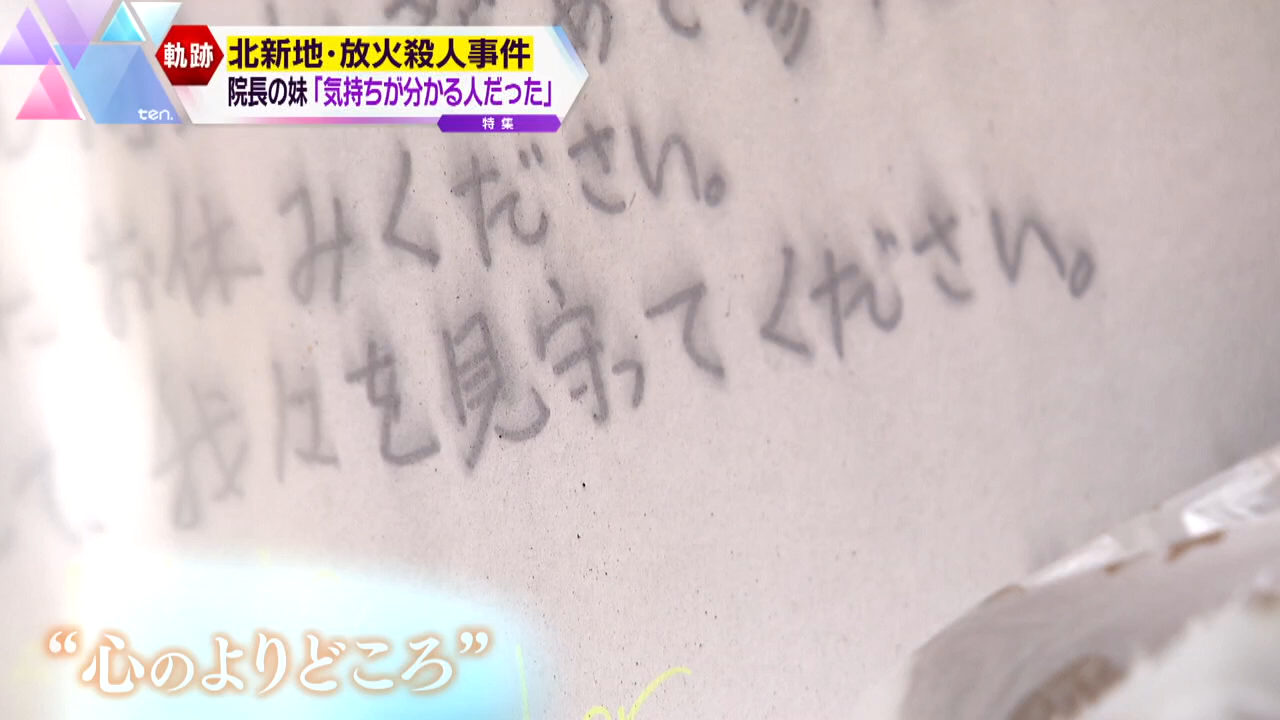 軌跡
北新地・放火殺人事件
院長の妹「気持ちが分かる人だった」
ten.
特集
お休みください。
我々を見守ってください。
“心のよりどころ”